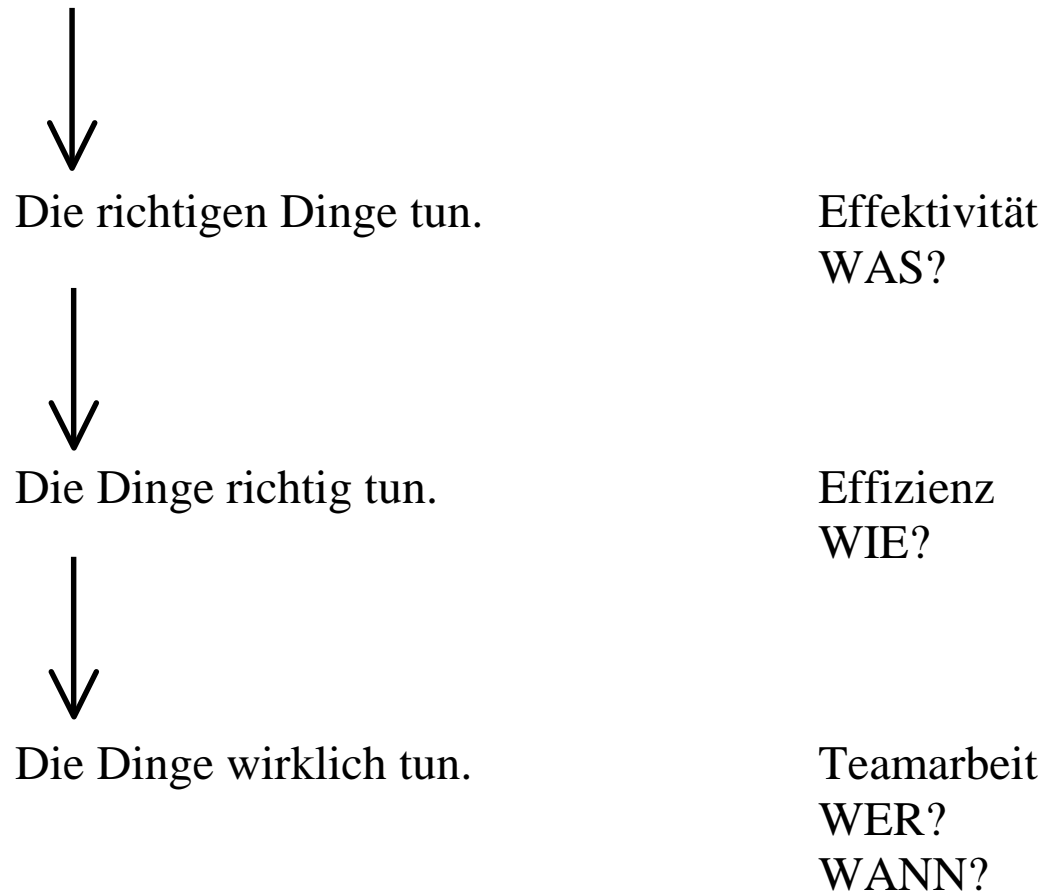 Die richtigen Dinge tun. Effektivität
WAS?
Die Dinge richtig tun. Effizienz
WIE?
Die Dinge wirklich tun. Teamarbeit
WER?
WANN?